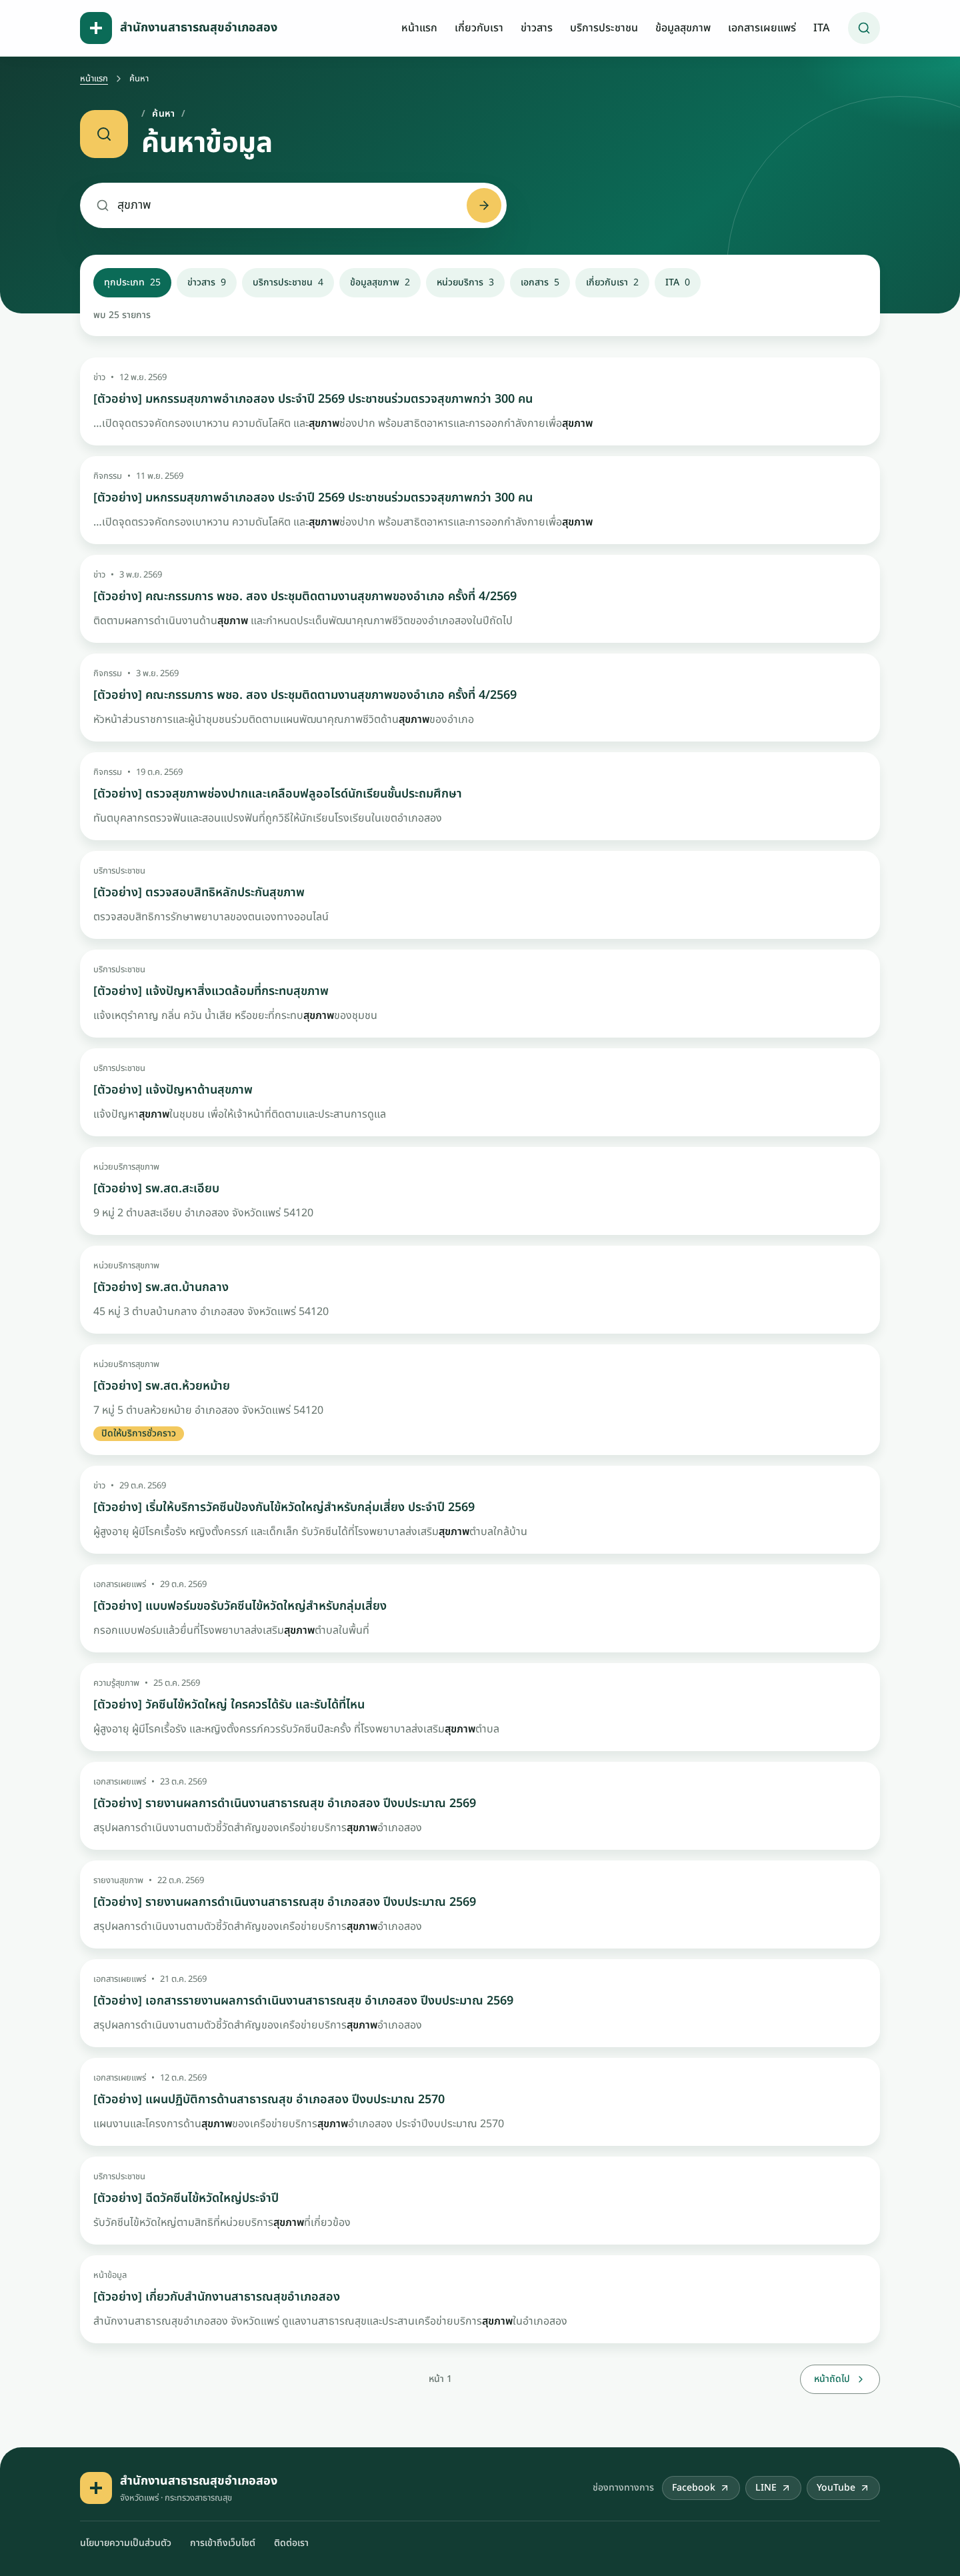 สำนักงานสาธารณสุขอำเภอสอง
หน้าแรก เกี่ยวกับเรา ข่าวสาร บริการประชาชน ข้อมูลสุขภาพ เอกสารเผยแพร่ ITA
หน้าแรก > ค้นหา
/ ค้นหา /
ค้นหาข้อมูล
สุขภาพ
ทุกประเภท 25 ข่าวสาร 9 บริการประชาชน 4 ข้อมูลสุขภาพ 2 หน่วยบริการ 3 เอกสาร 5 เกี่ยวกับเรา 2 ITA 0
พบ 25 รายการ
ข่าว • 12 พ.ย. 2569
[ตัวอย่าง] มหกรรมสุขภาพอำเภอสอง ประจำปี 2569 ประชาชนร่วมตรวจสุขภาพกว่า 300 คน
...เปิดจุดตรวจคัดกรองเบาหวาน ความดันโลหิต และสุขภาพช่องปาก พร้อมสาธิตอาหารและการออกกำลังกายเพื่อสุขภาพ
กิจกรรม • 11 พ.ย. 2569
[ตัวอย่าง] มหกรรมสุขภาพอำเภอสอง ประจำปี 2569 ประชาชนร่วมตรวจสุขภาพกว่า 300 คน
...เปิดจุดตรวจคัดกรองเบาหวาน ความดันโลหิต และสุขภาพช่องปาก พร้อมสาธิตอาหารและการออกกำลังกายเพื่อสุขภาพ
ข่าว • 3 พ.ย. 2569
[ตัวอย่าง] คณะกรรมการ พชอ. สอง ประชุมติดตามงานสุขภาพของอำเภอ ครั้งที่ 4/2569
ติดตามผลการดำเนินงานด้านสุขภาพ และกำหนดประเด็นพัฒนาคุณภาพชีวิตของอำเภอสองในปีถัดไป
กิจกรรม • 3 พ.ย. 2569
[ตัวอย่าง] คณะกรรมการ พชอ. สอง ประชุมติดตามงานสุขภาพของอำเภอ ครั้งที่ 4/2569
หัวหน้าส่วนราชการและผู้นำชุมชนร่วมติดตามแผนพัฒนาคุณภาพชีวิตด้านสุขภาพของอำเภอ
กิจกรรม • 19 ต.ค. 2569
[ตัวอย่าง] ตรวจสุขภาพช่องปากและเคลือบฟลูออไรด์นักเรียนชั้นประถมศึกษา
ทันตบุคลากรตรวจฟันและสอนแปรงฟันที่ถูกวิธีให้นักเรียนโรงเรียนในเขตอำเภอสอง
บริการประชาชน
[ตัวอย่าง] ตรวจสอบสิทธิหลักประกันสุขภาพ
ตรวจสอบสิทธิการรักษาพยาบาลของตนเองทางออนไลน์
บริการประชาชน
[ตัวอย่าง] แจ้งปัญหาสิ่งแวดล้อมที่กระทบสุขภาพ
แจ้งเหตุรำคาญ กลิ่น ควัน น้ำเสีย หรือขยะที่กระทบสุขภาพของชุมชน
บริการประชาชน
[ตัวอย่าง] แจ้งปัญหาด้านสุขภาพ
แจ้งปัญหาสุขภาพในชุมชน เพื่อให้เจ้าหน้าที่ติดตามและประสานการดูแล
หน่วยบริการสุขภาพ
[ตัวอย่าง] รพ.สต.สะเอียบ
9 หมู่ 2 ตำบลสะเอียบ อำเภอสอง จังหวัดแพร่ 54120
หน่วยบริการสุขภาพ
[ตัวอย่าง] รพ.สต.บ้านกลาง
45 หมู่ 3 ตำบลบ้านกลาง อำเภอสอง จังหวัดแพร่ 54120
หน่วยบริการสุขภาพ
[ตัวอย่าง] รพ.สต.ห้วยหม้าย
7 หมู่ 5 ตำบลห้วยหม้าย อำเภอสอง จังหวัดแพร่ 54120
ปิดให้บริการชั่วคราว
ข่าว • 29 ต.ค. 2569
[ตัวอย่าง] เริ่มให้บริการวัคซีนป้องกันไข้หวัดใหญ่สำหรับกลุ่มเสี่ยง ประจำปี 2569
ผู้สูงอายุ ผู้มีโรคเรื้อรัง หญิงตั้งครรภ์ และเด็กเล็ก รับวัคซีนได้ที่โรงพยาบาลส่งเสริมสุขภาพตำบลใกล้บ้าน
เอกสารเผยแพร่ • 29 ต.ค. 2569
[ตัวอย่าง] แบบฟอร์มขอรับวัคซีนไข้หวัดใหญ่สำหรับกลุ่มเสี่ยง
กรอกแบบฟอร์มแล้วยื่นที่โรงพยาบาลส่งเสริมสุขภาพตำบลในพื้นที่
ความรู้สุขภาพ • 25 ต.ค. 2569
[ตัวอย่าง] วัคซีนไข้หวัดใหญ่ ใครควรได้รับ และรับได้ที่ไหน
ผู้สูงอายุ ผู้มีโรคเรื้อรัง และหญิงตั้งครรภ์ควรรับวัคซีนปีละครั้ง ที่โรงพยาบาลส่งเสริมสุขภาพตำบล
เอกสารเผยแพร่ • 23 ต.ค. 2569
[ตัวอย่าง] รายงานผลการดำเนินงานสาธารณสุข อำเภอสอง ปีงบประมาณ 2569
สรุปผลการดำเนินงานตามตัวชี้วัดสำคัญของเครือข่ายบริการสุขภาพอำเภอสอง
รายงานสุขภาพ • 22 ต.ค. 2569
[ตัวอย่าง] รายงานผลการดำเนินงานสาธารณสุข อำเภอสอง ปีงบประมาณ 2569
สรุปผลการดำเนินงานตามตัวชี้วัดสำคัญของเครือข่ายบริการสุขภาพอำเภอสอง
เอกสารเผยแพร่ • 21 ต.ค. 2569
[ตัวอย่าง] เอกสารรายงานผลการดำเนินงานสาธารณสุข อำเภอสอง ปีงบประมาณ 2569
สรุปผลการดำเนินงานตามตัวชี้วัดสำคัญของเครือข่ายบริการสุขภาพอำเภอสอง
เอกสารเผยแพร่ • 12 ต.ค. 2569
[ตัวอย่าง] แผนปฏิบัติการด้านสาธารณสุข อำเภอสอง ปีงบประมาณ 2570
แผนงานและโครงการด้านสุขภาพของเครือข่ายบริการสุขภาพอำเภอสอง ประจำปีงบประมาณ 2570
บริการประชาชน
[ตัวอย่าง] ฉีดวัคซีนไข้หวัดใหญ่ประจำปี
รับวัคซีนไข้หวัดใหญ่ตามสิทธิที่หน่วยบริการสุขภาพที่เกี่ยวข้อง
หน้าข้อมูล
[ตัวอย่าง] เกี่ยวกับสำนักงานสาธารณสุขอำเภอสอง
สำนักงานสาธารณสุขอำเภอสอง จังหวัดแพร่ ดูแลงานสาธารณสุขและประสานเครือข่ายบริการสุขภาพในอำเภอสอง
หน้า 1
หน้าถัดไป
สำนักงานสาธารณสุขอำเภอสอง
จังหวัดแพร่ · กระทรวงสาธารณสุข
ช่องทางทางการ Facebook LINE YouTube
นโยบายความเป็นส่วนตัว การเข้าถึงเว็บไซต์ ติดต่อเรา